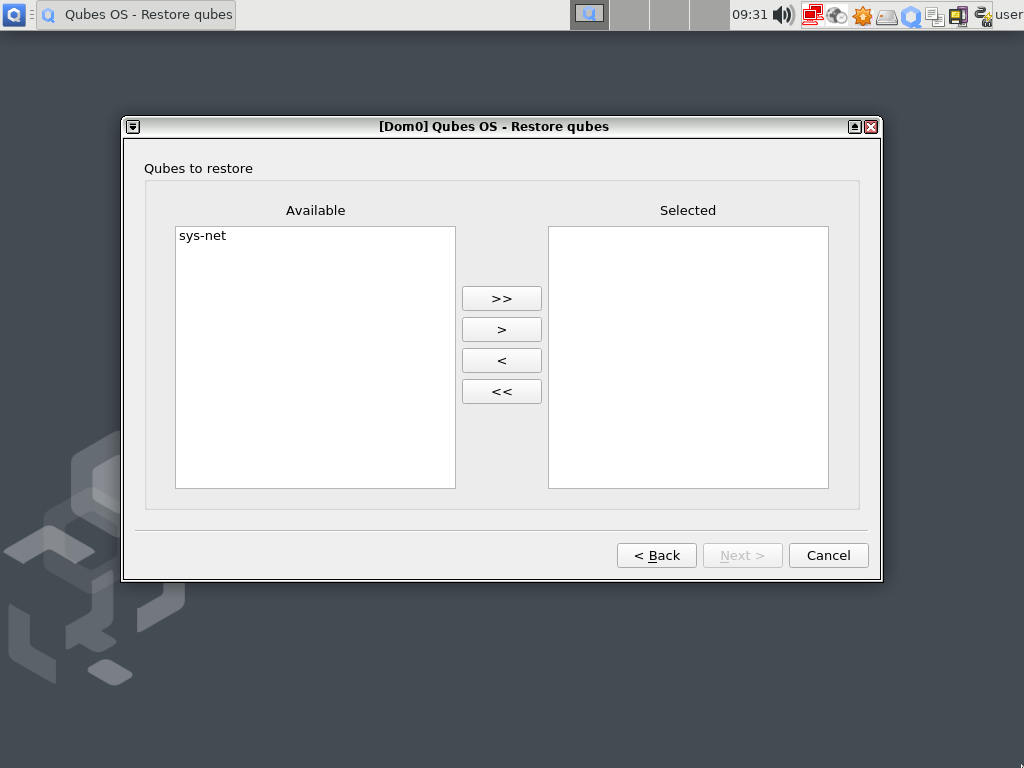 Qubes OS - Restore qubes
09:31
user
[Dom0] Qubes OS - Restore qubes
Qubes to restore
Available
Selected
sys-net
>>
>
<
<<
< Back
Next >
Cancel